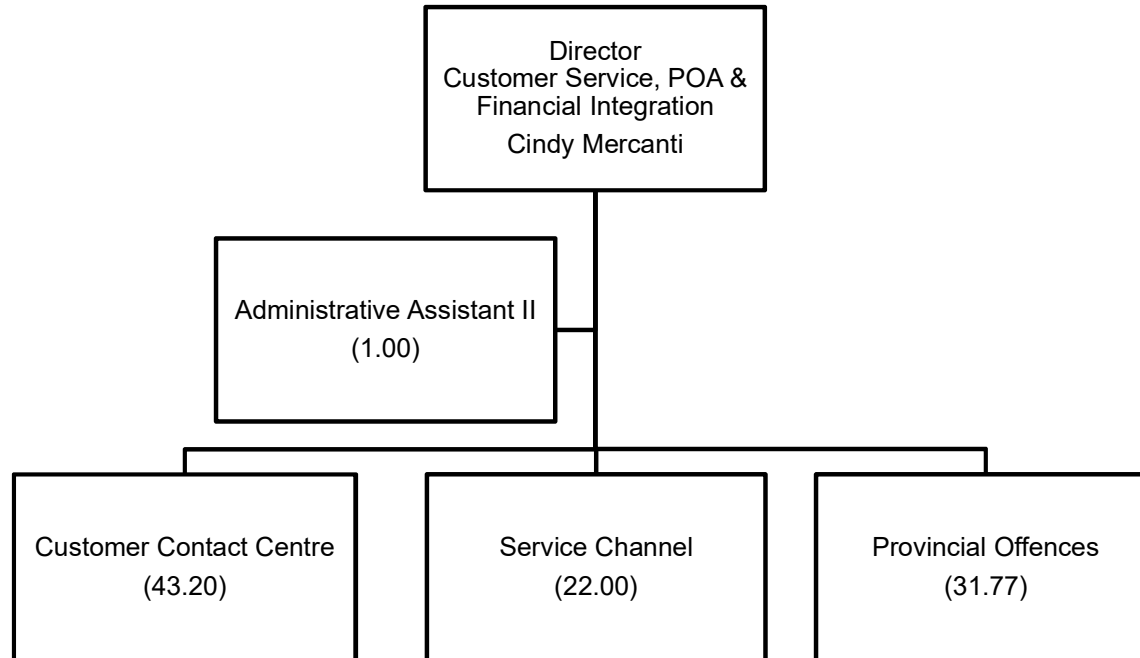 Director
Customer Service, POA &
Financial Integration
Cindy Mercanti
Administrative Assistant II
(1.00)
Customer Contact Centre
(43.20)
Service Channel
(22.00)
Provincial Offences
(31.77)